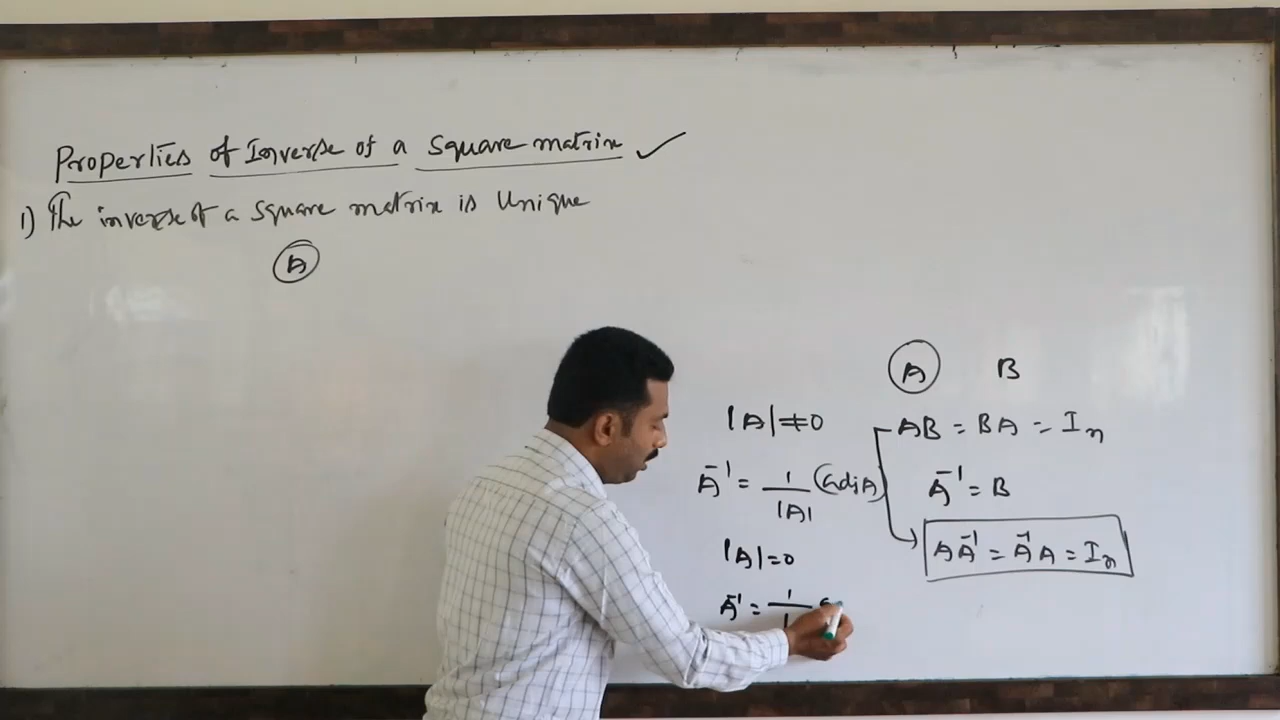 Properties of Inverse of a Square matrix ✓
1) The inverse of a square matrix is Unique
A
A B
|A| ≠ 0
AB = BA = Iₙ
A⁻¹ = 1/|A| (adj A)
A⁻¹ = B
|A| = 0
AA⁻¹ = A⁻¹A = Iₙ
A⁻¹ = 1/